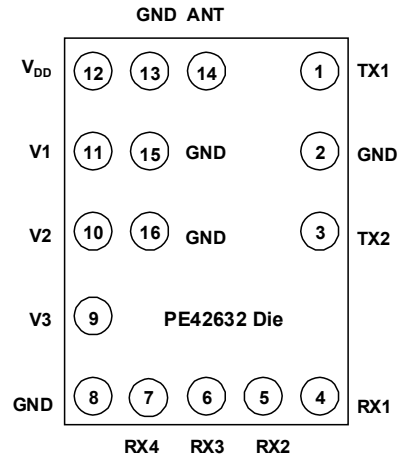 GND ANT
V_DD 12 13 14 1 TX1
V1 11 15 GND 2 GND
V2 10 16 GND 3 TX2
V3 9 PE42632 Die
GND 8 7 6 5 4 RX1
RX4 RX3 RX2